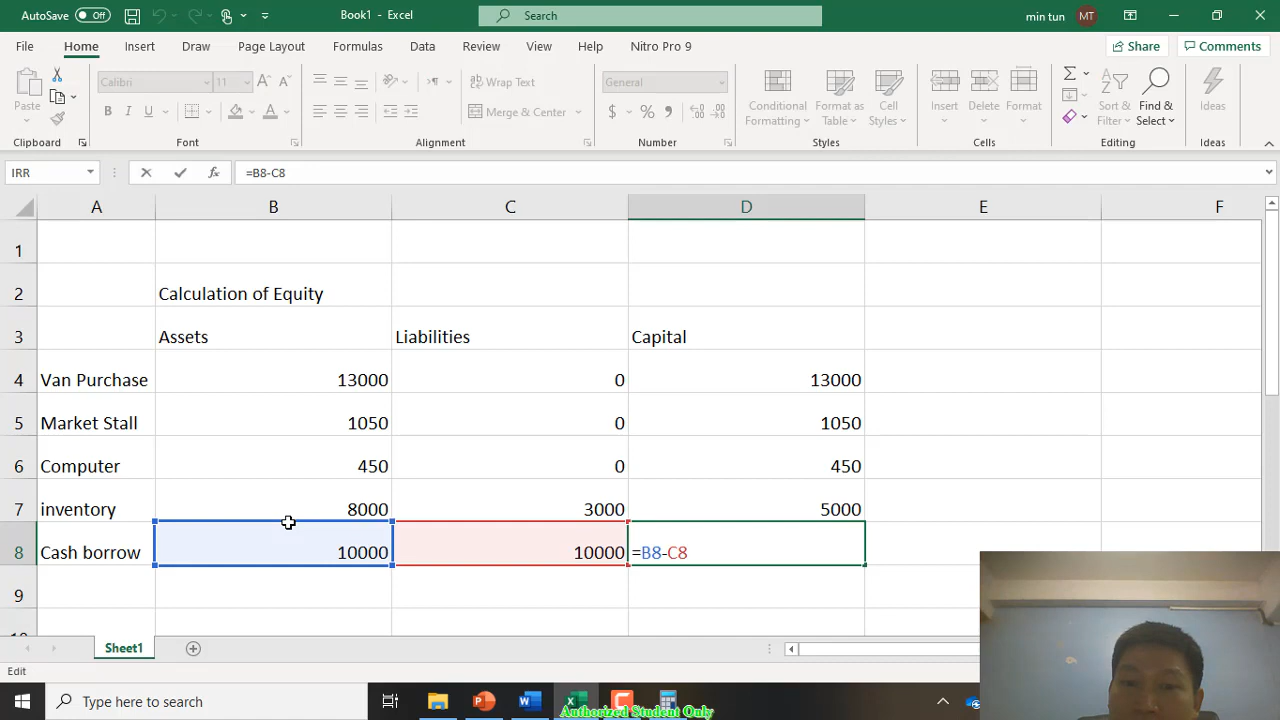 AutoSave Off Book1 - Excel Search min tun MT
File Home Insert Draw Page Layout Formulas Data Review View Help Nitro Pro 9 Share Comments
Paste Calibri 11 A A B I U A Wrap Text Merge & Center General $ % , Conditional Formatting Format as Table Cell Styles Insert Delete Format Σ Sort & Filter Find & Select Ideas
Clipboard Font Alignment Number Styles Cells Editing Ideas
IRR fx =B8-C8
A B C D E F
1
2 Calculation of Equity
3 Assets Liabilities Capital
4 Van Purchase 13000 0 13000
5 Market Stall 1050 0 1050
6 Computer 450 0 450
7 inventory 8000 3000 5000
8 Cash borrow 10000 10000 =B8-C8
9
10
Sheet1
Edit
Type here to search
Authorized Student Only